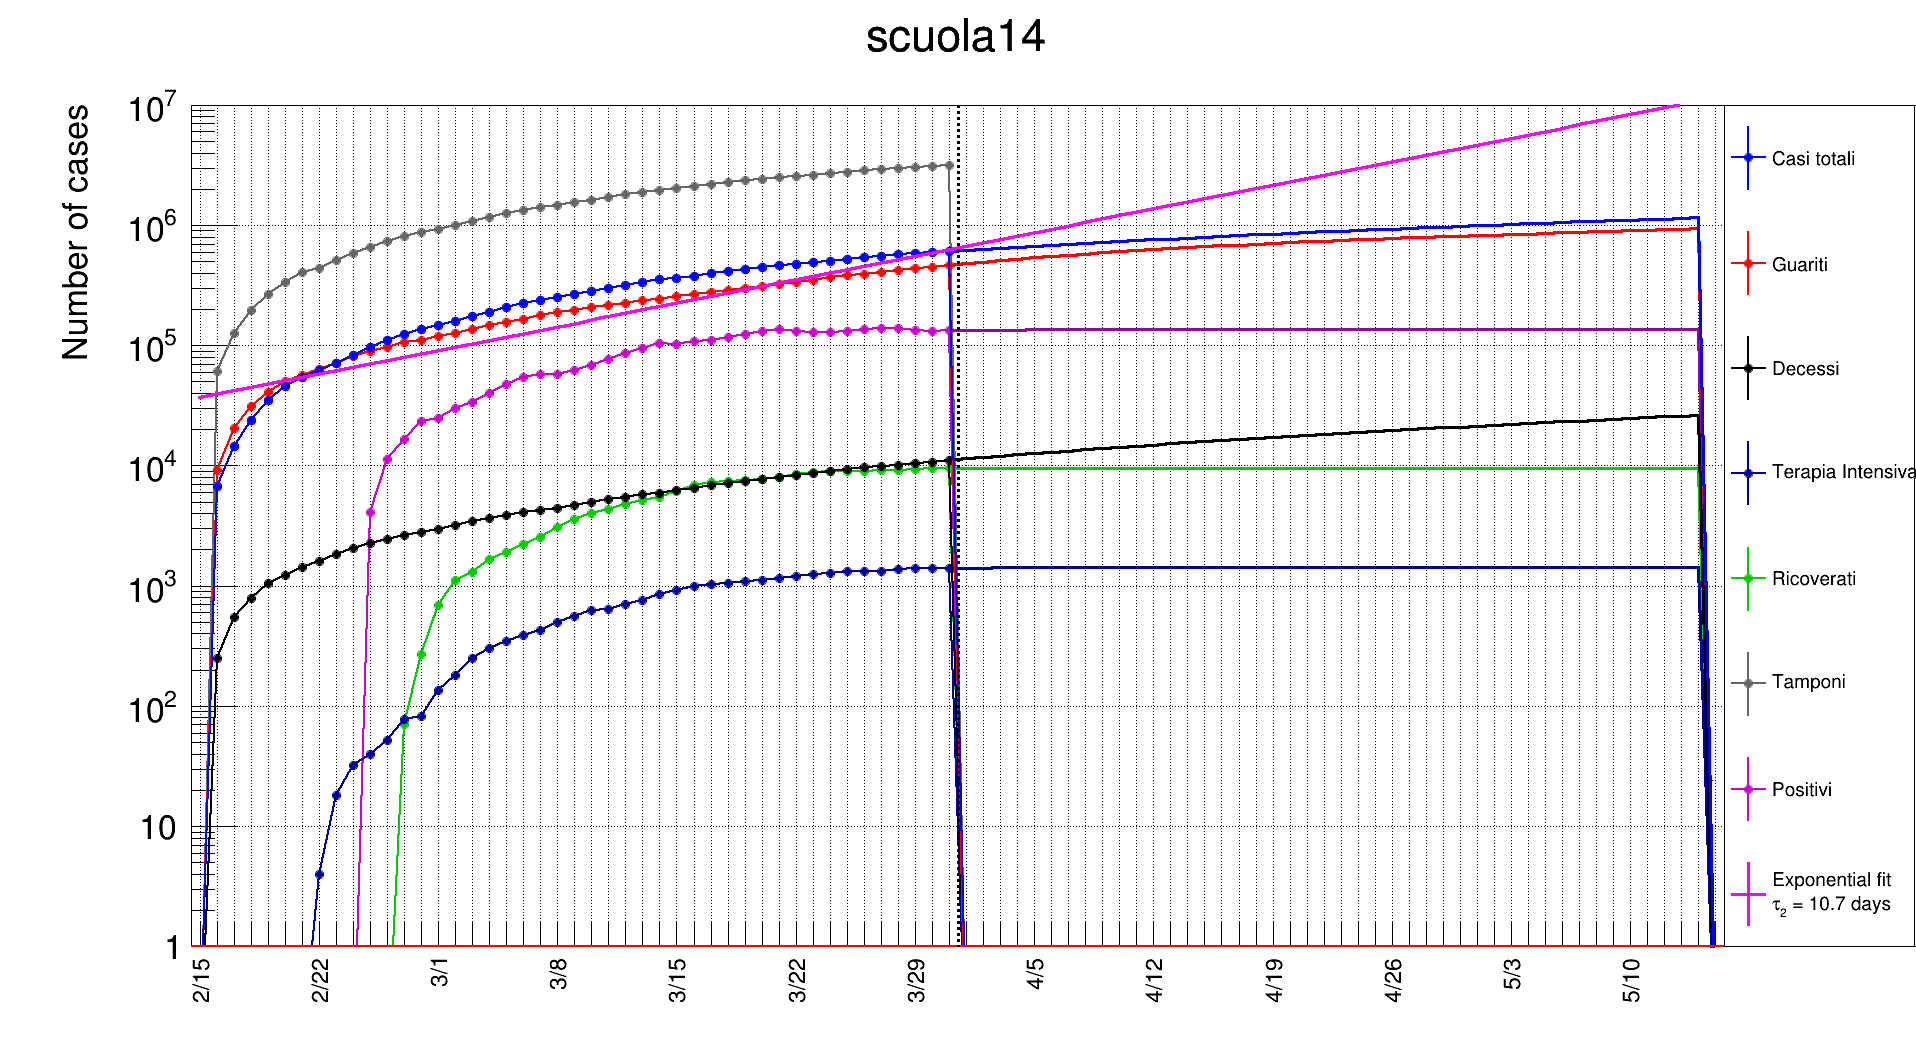 scuola14
Number of cases
10^7
10^6
10^5
10^4
10^3
10^2
10
1
2/15
2/22
3/1
3/8
3/15
3/22
3/29
4/5
4/12
4/19
4/26
5/3
5/10
Casi totali
Guariti
Decessi
Terapia Intensiva
Ricoverati
Tamponi
Positivi
Exponential fit
τ₂ = 10.7 days